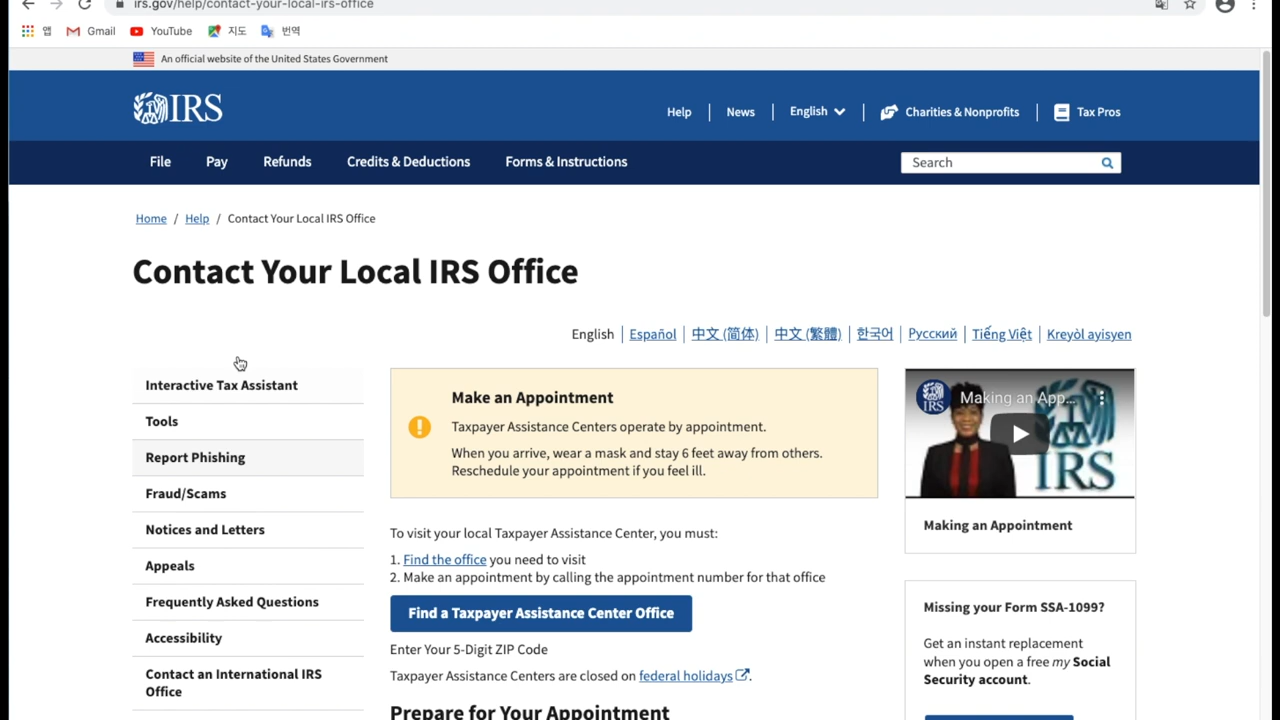 irs.gov/help/contact-your-local-irs-office
앱 Gmail YouTube 지도 번역
An official website of the United States Government
IRS
Help News English Charities & Nonprofits Tax Pros
File Pay Refunds Credits & Deductions Forms & Instructions Search
Home / Help / Contact Your Local IRS Office
Contact Your Local IRS Office
English Español 中文 (简体) 中文 (繁體) 한국어 Русский Tiếng Việt Kreyòl ayisyen
Interactive Tax Assistant
Tools
Report Phishing
Fraud/Scams
Notices and Letters
Appeals
Frequently Asked Questions
Accessibility
Contact an International IRS
Office
Make an Appointment
Taxpayer Assistance Centers operate by appointment.
When you arrive, wear a mask and stay 6 feet away from others.
Reschedule your appointment if you feel ill.
To visit your local Taxpayer Assistance Center, you must:
1. Find the office you need to visit
2. Make an appointment by calling the appointment number for that office
Find a Taxpayer Assistance Center Office
Enter Your 5-Digit ZIP Code
Taxpayer Assistance Centers are closed on federal holidays.
Prepare for Your Appointment
IRS Making an App...
IRS
Making an Appointment
Missing your Form SSA-1099?
Get an instant replacement
when you open a free my Social
Security account.